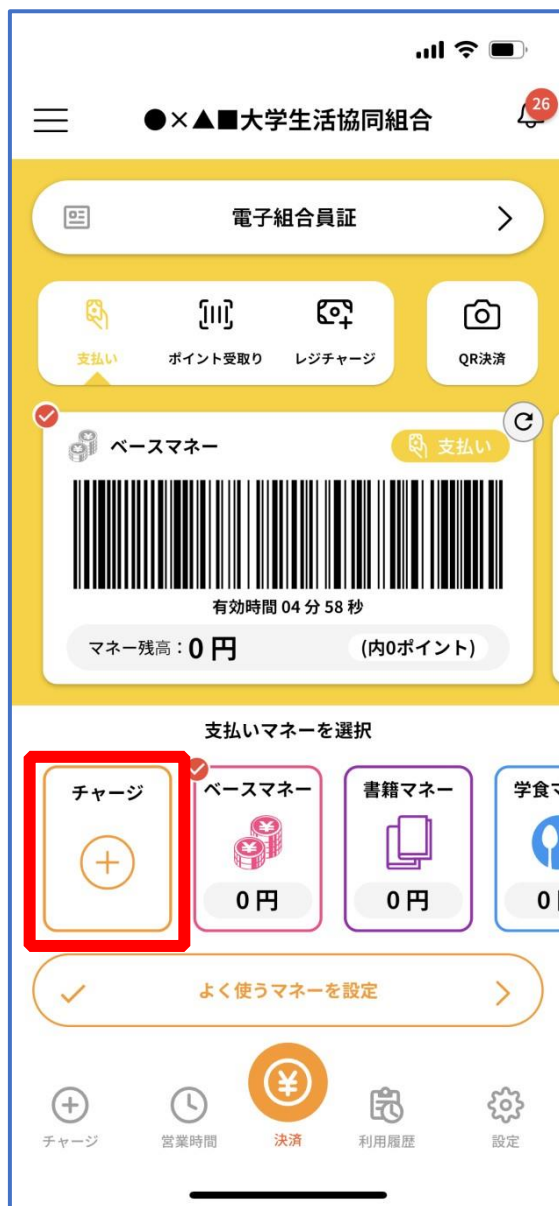 ●×▲■大学生活協同組合
26
電子組合員証
支払い
ポイント受取り
レジチャージ
QR決済
ベースマネー
支払い
有効時間 04 分 58 秒
マネー残高：0 円
(内0ポイント)
支払いマネーを選択
チャージ
ベースマネー
0 円
書籍マネー
0 円
学食マ
0
よく使うマネーを設定
チャージ
営業時間
決済
利用履歴
設定